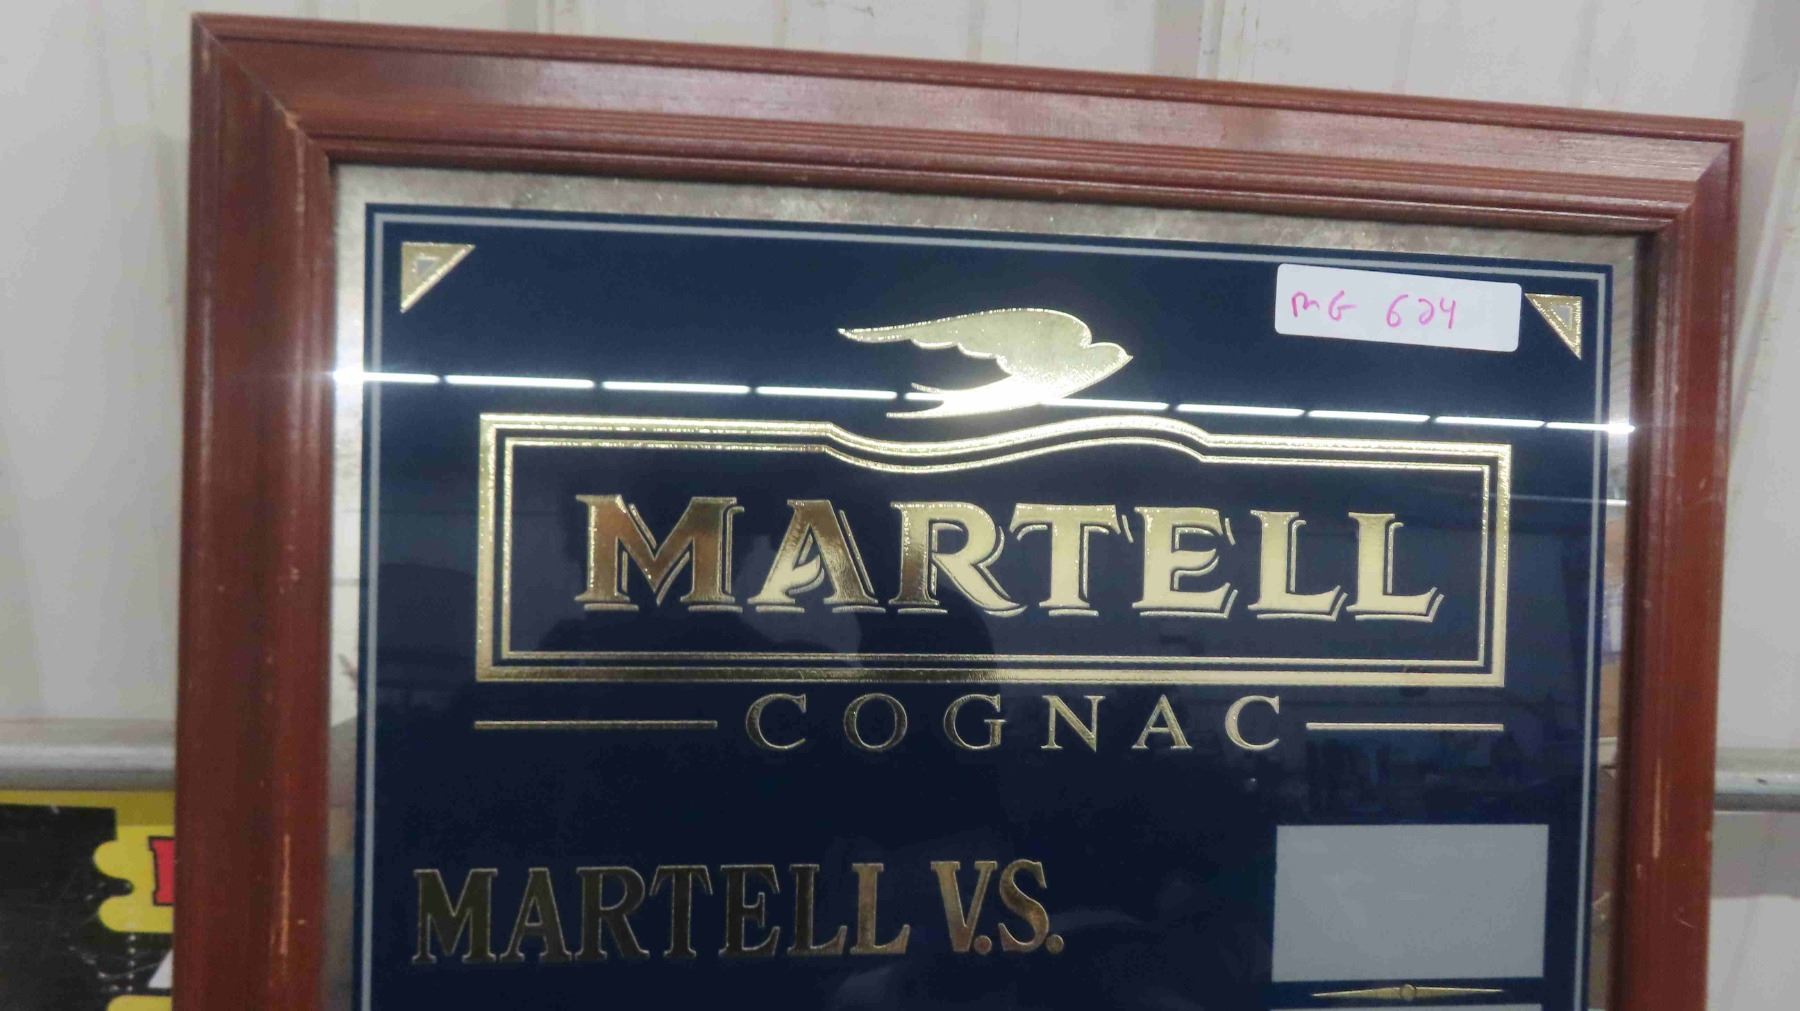 MG 624
MARTELL
COGNAC
MARTELL V.S.